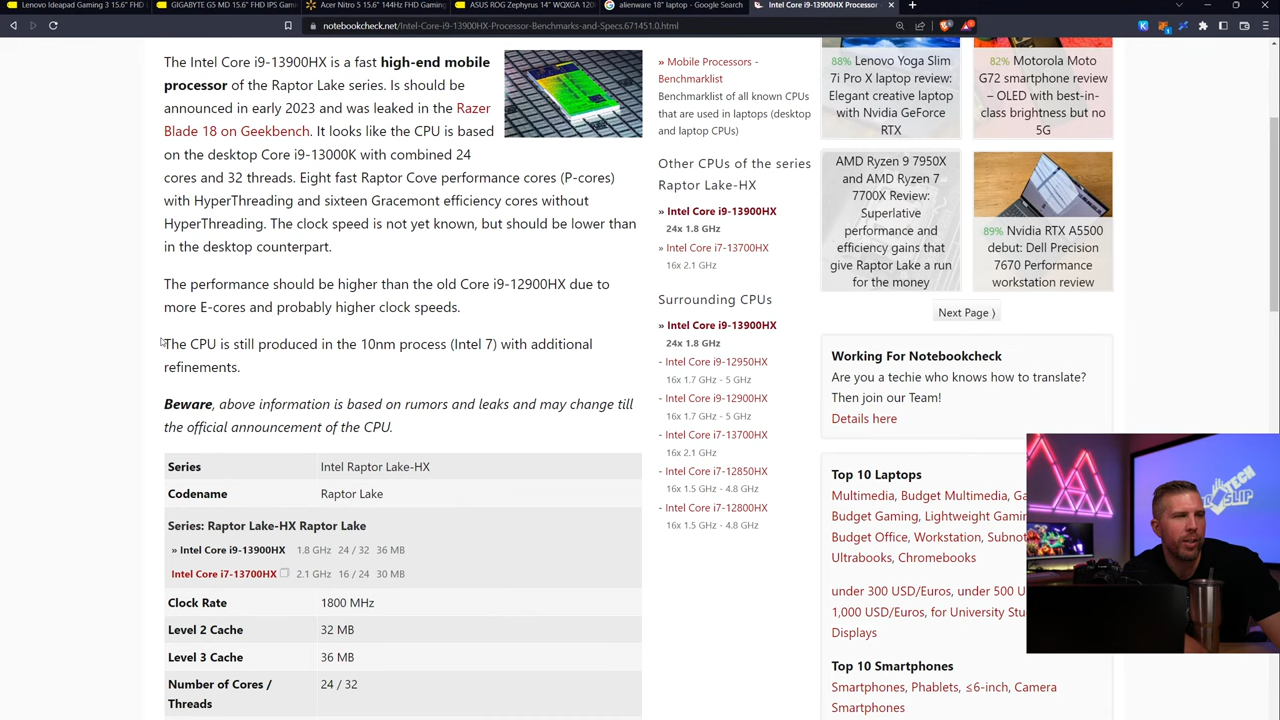 Lenovo Ideapad Gaming 3 15.6" FHD
GIGABYTE G5 MD 15.6" FHD IPS Gami
Acer Nitro 5 15.6" 144Hz FHD Gaming
ASUS ROG Zephyrus 14" WQXGA 120
alienware 18" laptop - Google Search
Intel Core i9-13900HX Processor
notebookcheck.net/Intel-Core-i9-13900HX-Processor-Benchmarks-and-Specs.671451.0.html
The Intel Core i9-13900HX is a fast high-end mobile
processor of the Raptor Lake series. Is should be
announced in early 2023 and was leaked in the Razer
Blade 18 on Geekbench. It looks like the CPU is based
on the desktop Core i9-13000K with combined 24
cores and 32 threads. Eight fast Raptor Cove performance cores (P-cores)
with HyperThreading and sixteen Gracemont efficiency cores without
HyperThreading. The clock speed is not yet known, but should be lower than
in the desktop counterpart.
The performance should be higher than the old Core i9-12900HX due to
more E-cores and probably higher clock speeds.
The CPU is still produced in the 10nm process (Intel 7) with additional
refinements.
Beware, above information is based on rumors and leaks and may change till
the official announcement of the CPU.
Series Intel Raptor Lake-HX
Codename Raptor Lake
Series: Raptor Lake-HX Raptor Lake
» Intel Core i9-13900HX 1.8 GHz 24 / 32 36 MB
Intel Core i7-13700HX 2.1 GHz 16 / 24 30 MB
Clock Rate 1800 MHz
Level 2 Cache 32 MB
Level 3 Cache 36 MB
Number of Cores / 24 / 32
Threads
» Mobile Processors -
Benchmarklist
Benchmarklist of all known CPUs
that are used in laptops (desktop
and laptop CPUs)
Other CPUs of the series
Raptor Lake-HX
» Intel Core i9-13900HX
24x 1.8 GHz
» Intel Core i7-13700HX
16x 2.1 GHz
Surrounding CPUs
» Intel Core i9-13900HX
24x 1.8 GHz
- Intel Core i9-12950HX
16x 1.7 GHz - 5 GHz
- Intel Core i9-12900HX
16x 1.7 GHz - 5 GHz
- Intel Core i7-13700HX
16x 2.1 GHz
- Intel Core i7-12850HX
16x 1.5 GHz - 4.8 GHz
- Intel Core i7-12800HX
16x 1.5 GHz - 4.8 GHz
88% Lenovo Yoga Slim
7i Pro X laptop review:
Elegant creative laptop
with Nvidia GeForce
RTX
82% Motorola Moto
G72 smartphone review
– OLED with best-in-
class brightness but no
5G
AMD Ryzen 9 7950X
and AMD Ryzen 7
7700X Review:
Superlative
performance and
efficiency gains that
give Raptor Lake a run
for the money
89% Nvidia RTX A5500
debut: Dell Precision
7670 Performance
workstation review
Next Page ⟩
Working For Notebookcheck
Are you a techie who knows how to translate?
Then join our Team!
Details here
Top 10 Laptops
Multimedia, Budget Multimedia,
Budget Gaming, Lightweight
Budget Office, Workstation,
Ultrabooks, Chromebooks
under 300 USD/Euros, under 500
1,000 USD/Euros, for University
Displays
Top 10 Smartphones
Smartphones, Phablets, ≤6-inch, Camera
Smartphones
TECH